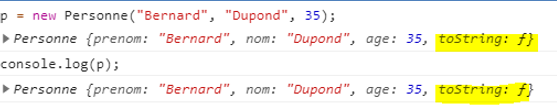 p = new Personne("Bernard", "Dupond", 35);
▶ Personne {prenom: "Bernard", nom: "Dupond", age: 35, toString: ƒ}
console.log(p);
▶ Personne {prenom: "Bernard", nom: "Dupond", age: 35, toString: ƒ}